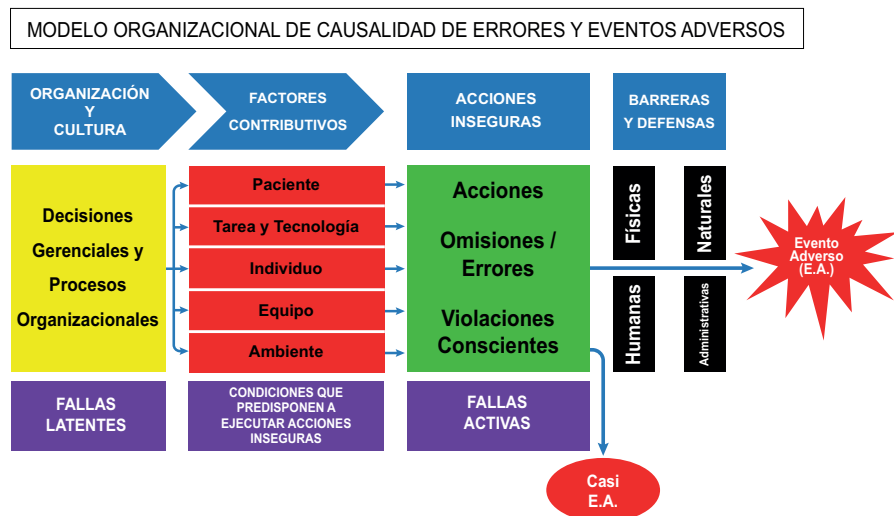 MODELO ORGANIZACIONAL DE CAUSALIDAD DE ERRORES Y EVENTOS ADVERSOS
ORGANIZACIÓN
Y
CULTURA
FACTORES
CONTRIBUTIVOS
ACCIONES
INSEGURAS
BARRERAS
Y DEFENSAS
Decisiones
Gerenciales y
Procesos
Organizacionales
Paciente
Tarea y Tecnología
Individuo
Equipo
Ambiente
Acciones
Omisiones /
Errores
Violaciones
Conscientes
Físicas
Naturales
Humanas
Administrativas
Evento
Adverso
(E.A.)
FALLAS
LATENTES
CONDICIONES QUE
PREDISPONEN A
EJECUTAR ACCIONES
INSEGURAS
FALLAS
ACTIVAS
Casi
E.A.